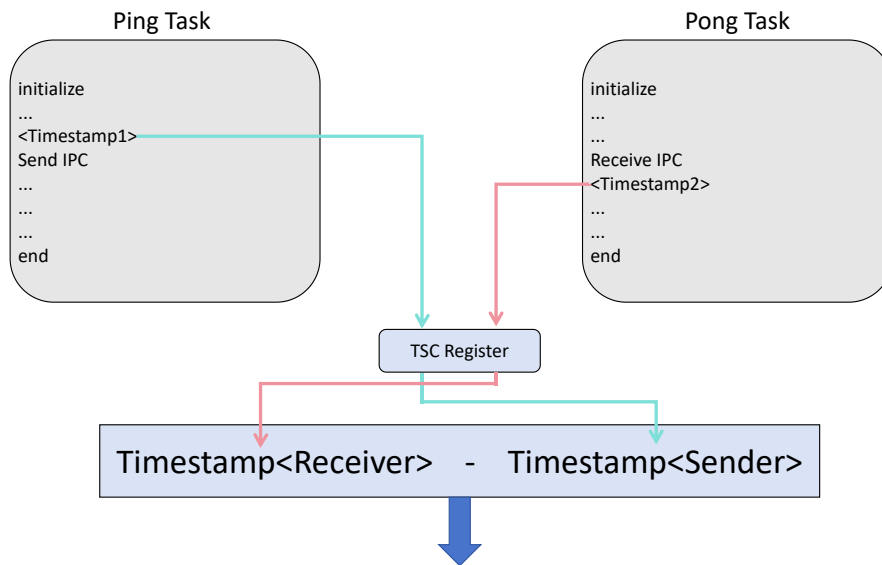 Ping Task
initialize
...
<Timestamp1>
Send IPC
...
...
...
end
Pong Task
initialize
...
...
Receive IPC
<Timestamp2>
...
...
end
TSC Register
Timestamp<Receiver> - Timestamp<Sender>